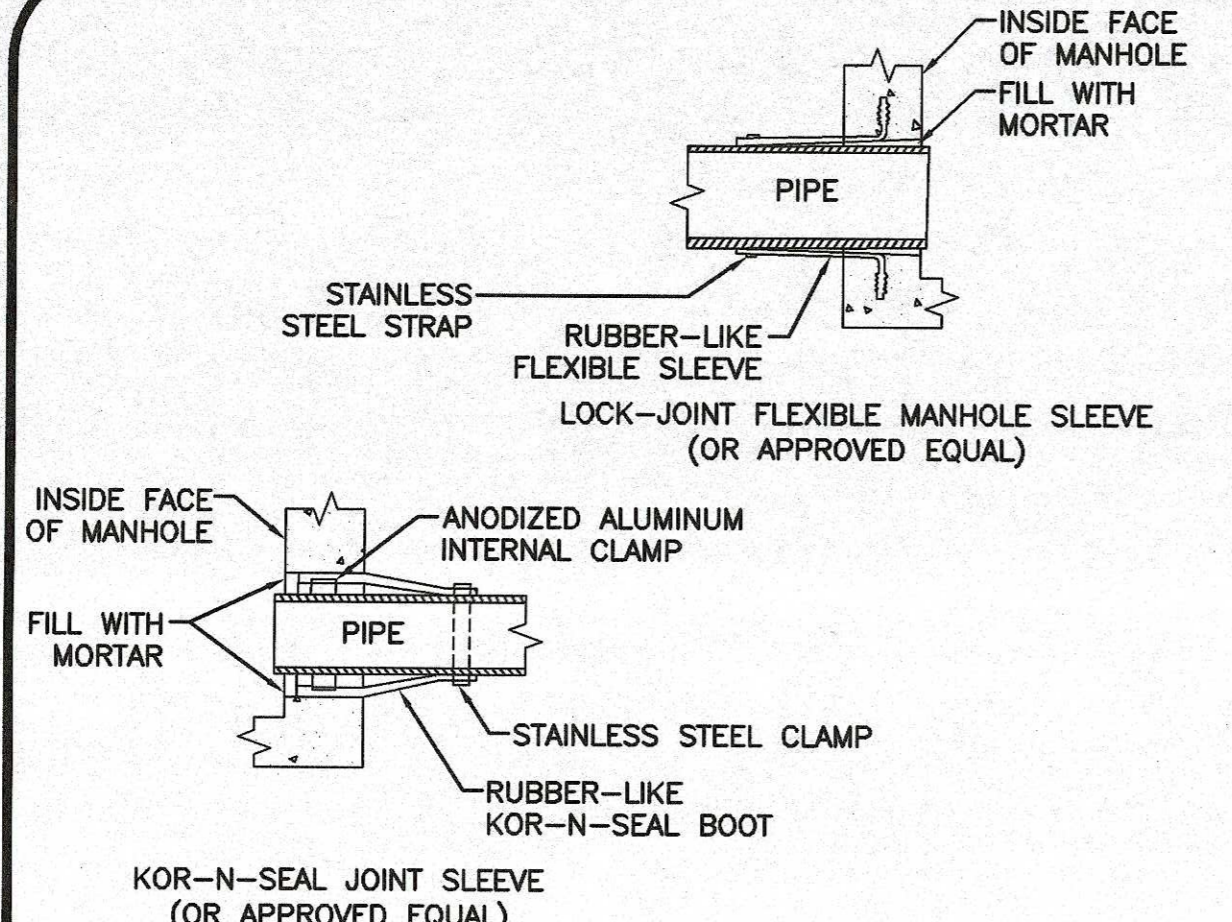 INSIDE FACE
OF MANHOLE
FILL WITH
MORTAR
PIPE
STAINLESS
STEEL STRAP
RUBBER-LIKE
FLEXIBLE SLEEVE
LOCK-JOINT FLEXIBLE MANHOLE SLEEVE
(OR APPROVED EQUAL)
INSIDE FACE
OF MANHOLE
ANODIZED ALUMINUM
INTERNAL CLAMP
FILL WITH
MORTAR
PIPE
STAINLESS STEEL CLAMP
RUBBER-LIKE
KOR-N-SEAL BOOT
KOR-N-SEAL JOINT SLEEVE
(OR APPROVED EQUAL)